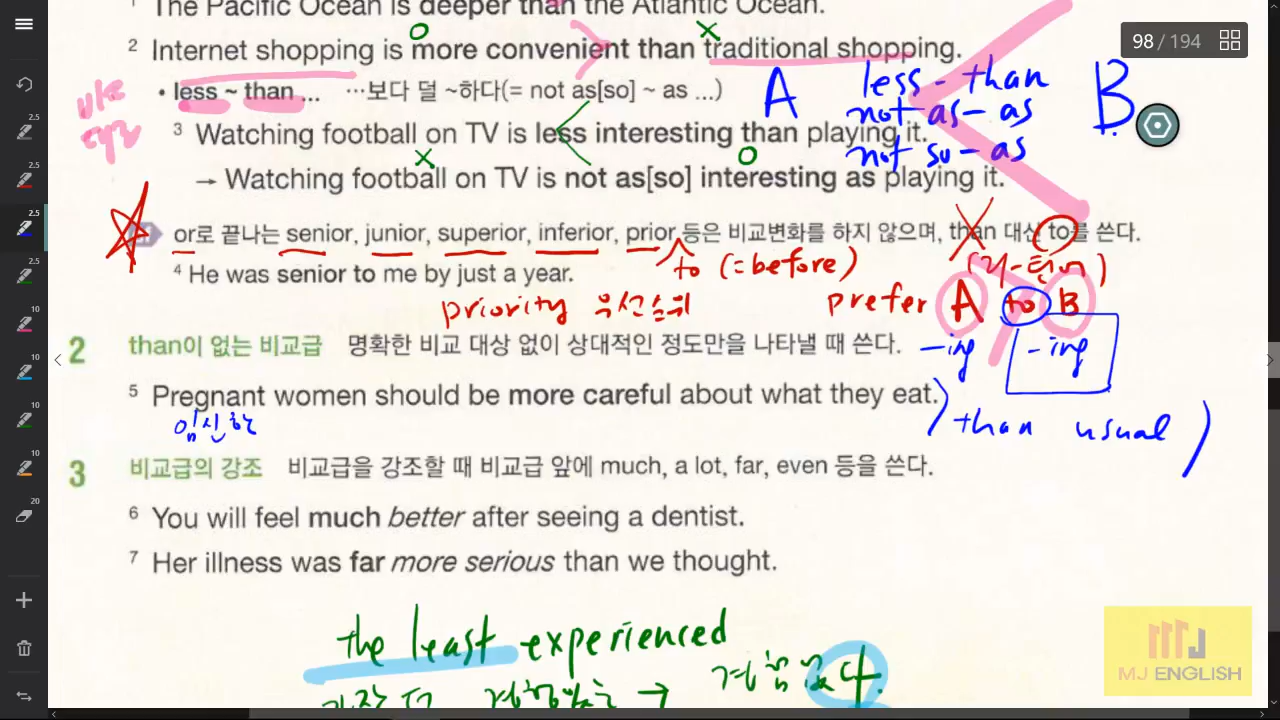 1 The Pacific Ocean is deeper than the Atlantic Ocean.
98 / 194
2 Internet shopping is more convenient than traditional shopping.
• less ~ than ... …보다 덜 ~하다(= not as[so] ~ as ...)
A less - than B
not as - as
not so - as
3 Watching football on TV is less interesting than playing it.
→ Watching football on TV is not as[so] interesting as playing it.
or로 끝나는 senior, junior, superior, inferior, prior 등은 비교변화를 하지 않으며, than 대신 to를 쓴다.
to (=before)
4 He was senior to me by just a year.
priority 우선순위
prefer A to B
-ing -ing
2 than이 없는 비교급 명확한 비교 대상 없이 상대적인 정도만을 나타낼 때 쓴다.
5 Pregnant women should be more careful about what they eat.
임신한
than usual )
3 비교급의 강조 비교급을 강조할 때 비교급 앞에 much, a lot, far, even 등을 쓴다.
6 You will feel much better after seeing a dentist.
7 Her illness was far more serious than we thought.
the least experienced
MJ ENGLISH